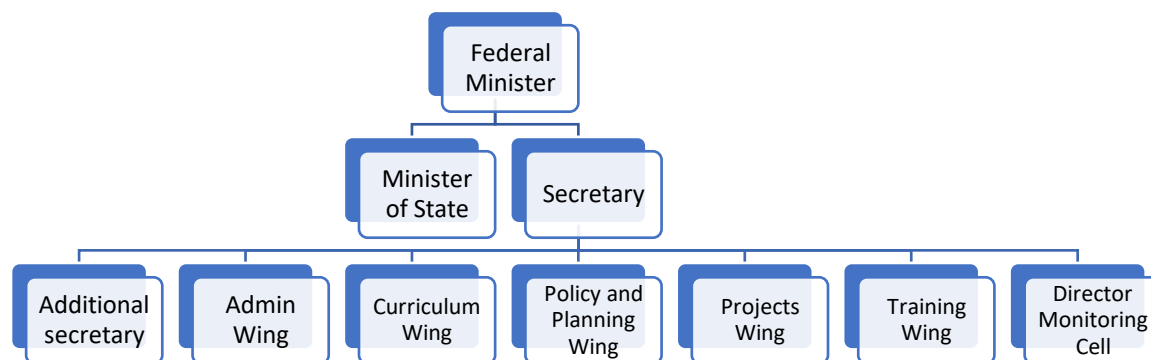 Federal
Minister
Minister
of State
Secretary
Additional
secretary
Admin
Wing
Curriculum
Wing
Policy and
Planning
Wing
Projects
Wing
Training
Wing
Director
Monitoring
Cell